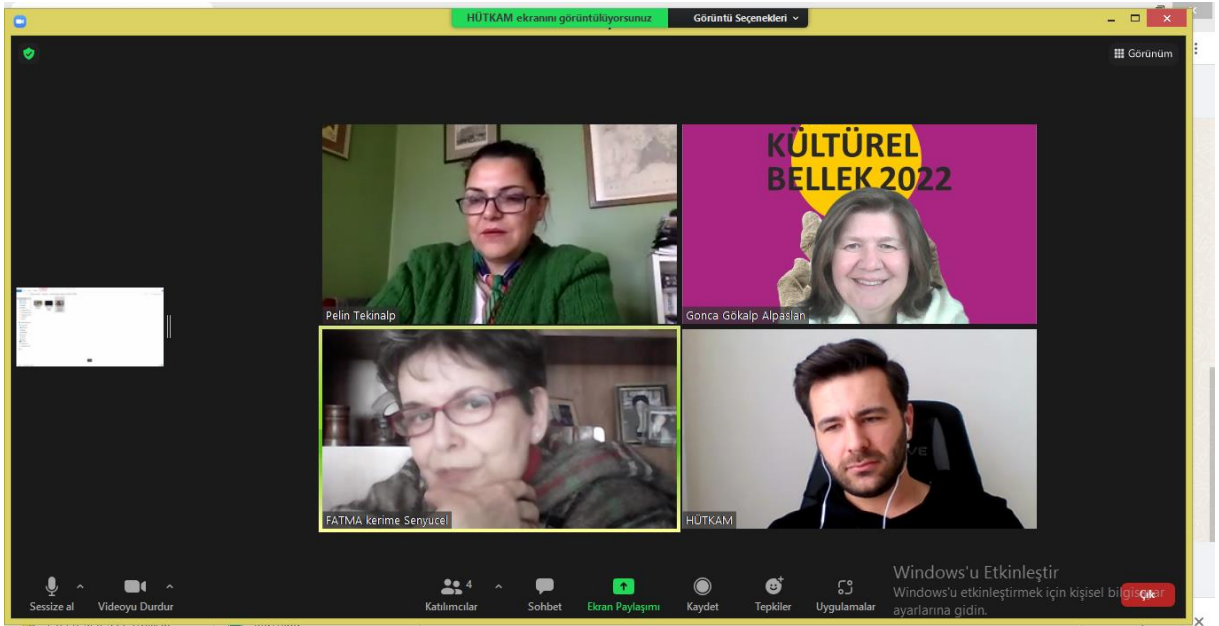 HÜTKAM ekranını görüntülüyorsunuz
Görüntü Seçenekleri
Görünüm
KÜLTÜREL
BELLEK 2022
Pelin Tekinalp
Gonca Gökalp Alpaslan
FATMA kerime Senyucel
HÜTKAM
Windows'u Etkinleştir
Windows'u etkinleştirmek için kişisel bilgisayar
ayarlarına gidin.
Sessize al
Videoyu Durdur
4
Katılımcılar
Sohbet
Ekran Paylaşımı
Kaydet
Tepkiler
Uygulamalar
Çık